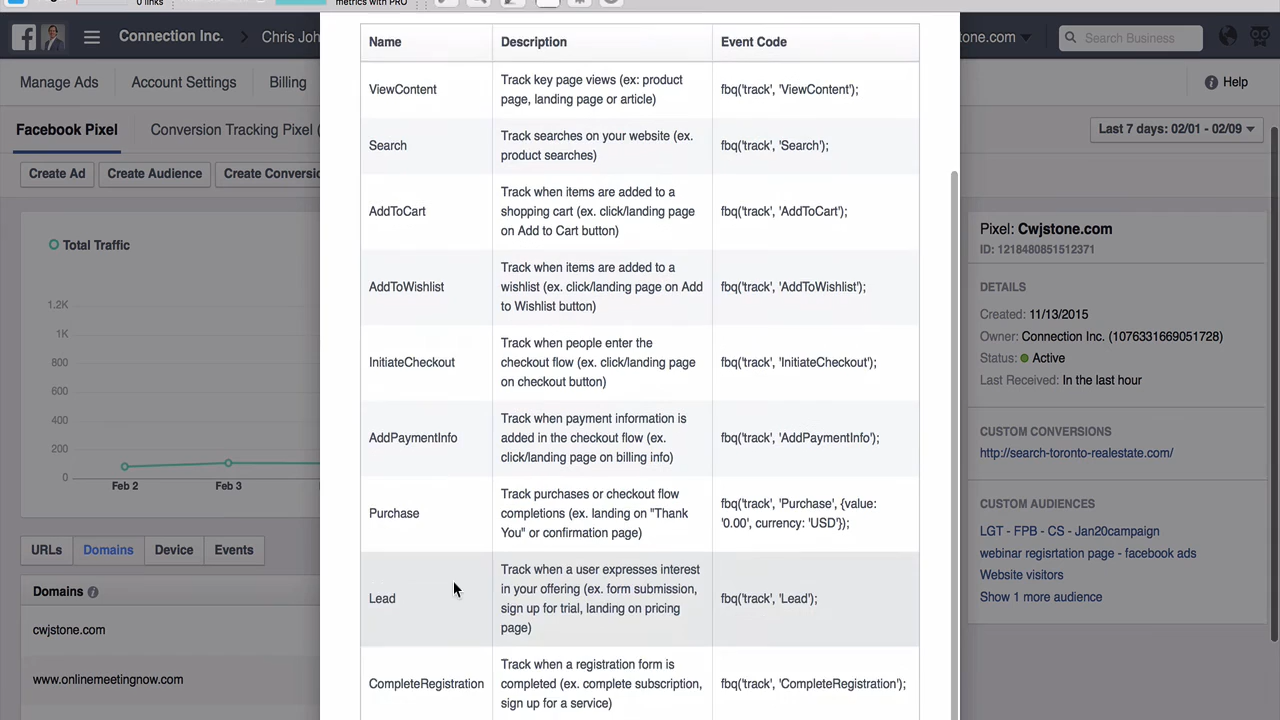 0 links
metrics with PRO
Connection Inc.
Chris Joh
tone.com
Search Business
Manage Ads
Account Settings
Billing
Help
Facebook Pixel
Conversion Tracking Pixel (
Last 7 days: 02/01 - 02/09
Create Ad
Create Audience
Create Conversio
Total Traffic
1.2K
1K
800
600
400
200
0
Feb 2
Feb 3
URLs
Domains
Device
Events
Domains
cwjstone.com
www.onlinemeetingnow.com
Name
Description
Event Code
ViewContent
Track key page views (ex: product
page, landing page or article)
fbq('track', 'ViewContent');
Search
Track searches on your website (ex.
product searches)
fbq('track', 'Search');
AddToCart
Track when items are added to a
shopping cart (ex. click/landing page
on Add to Cart button)
fbq('track', 'AddToCart');
AddToWishlist
Track when items are added to a
wishlist (ex. click/landing page on Add
to Wishlist button)
fbq('track', 'AddToWishlist');
InitiateCheckout
Track when people enter the
checkout flow (ex. click/landing page
on checkout button)
fbq('track', 'InitiateCheckout');
AddPaymentInfo
Track when payment information is
added in the checkout flow (ex.
click/landing page on billing info)
fbq('track', 'AddPaymentInfo');
Purchase
Track purchases or checkout flow
completions (ex. landing on "Thank
You" or confirmation page)
fbq('track', 'Purchase', {value:
'0.00', currency: 'USD'});
Lead
Track when a user expresses interest
in your offering (ex. form submission,
sign up for trial, landing on pricing
page)
fbq('track', 'Lead');
CompleteRegistration
Track when a registration form is
completed (ex. complete subscription,
sign up for a service)
fbq('track', 'CompleteRegistration');
Pixel: Cwjstone.com
ID: 1218480851512371
DETAILS
Created: 11/13/2015
Owner: Connection Inc. (1076331669051728)
Status: Active
Last Received: In the last hour
CUSTOM CONVERSIONS
http://search-toronto-realestate.com/
CUSTOM AUDIENCES
LGT - FPB - CS - Jan20campaign
webinar regisrtation page - facebook ads
Website visitors
Show 1 more audience